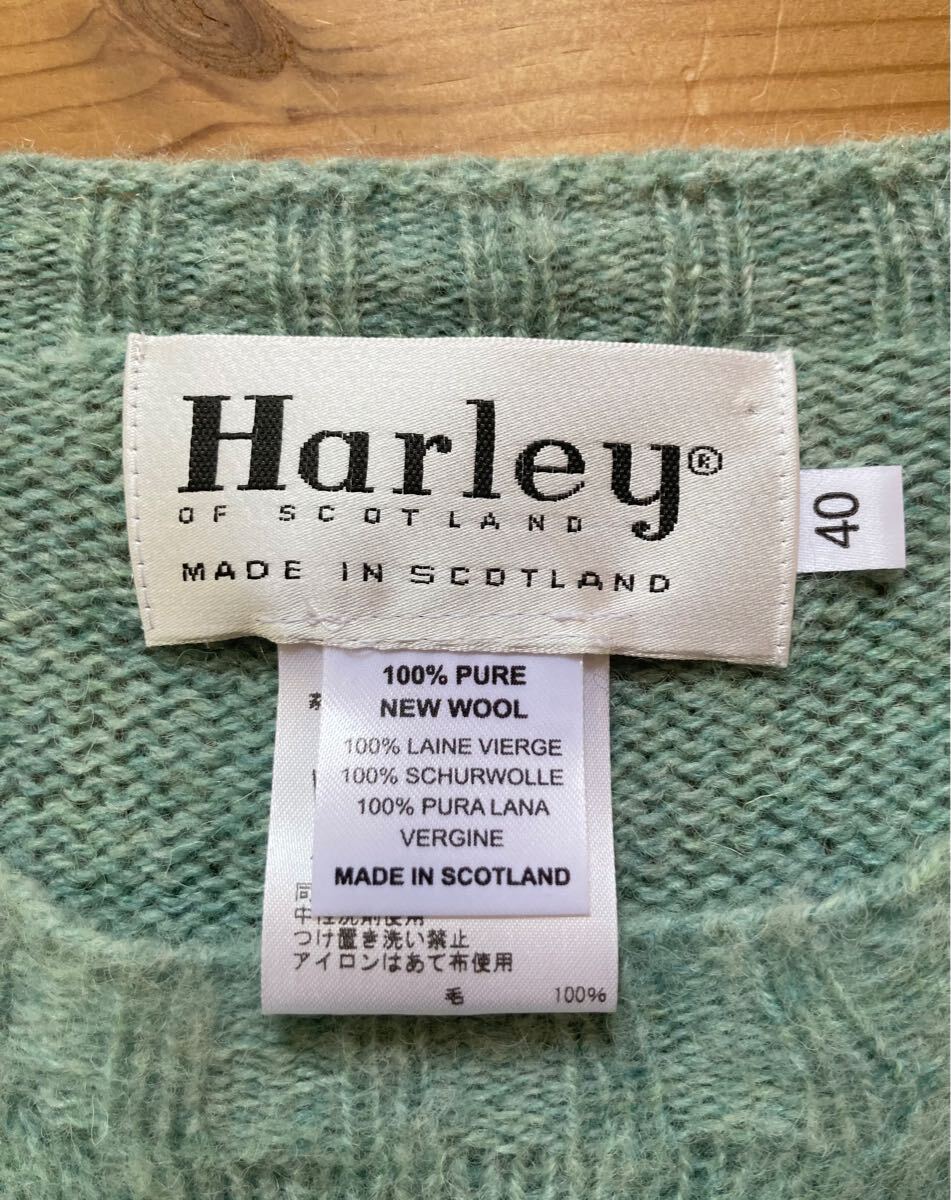 Harley®
OF SCOTLAND
MADE IN SCOTLAND
40
100% PURE
NEW WOOL
100% LAINE VIERGE
100% SCHURWOLLE
100% PURA LANA
VERGINE
MADE IN SCOTLAND
中性洗剤使用
つけ置き洗い禁止
アイロンはあて布使用
毛 100%